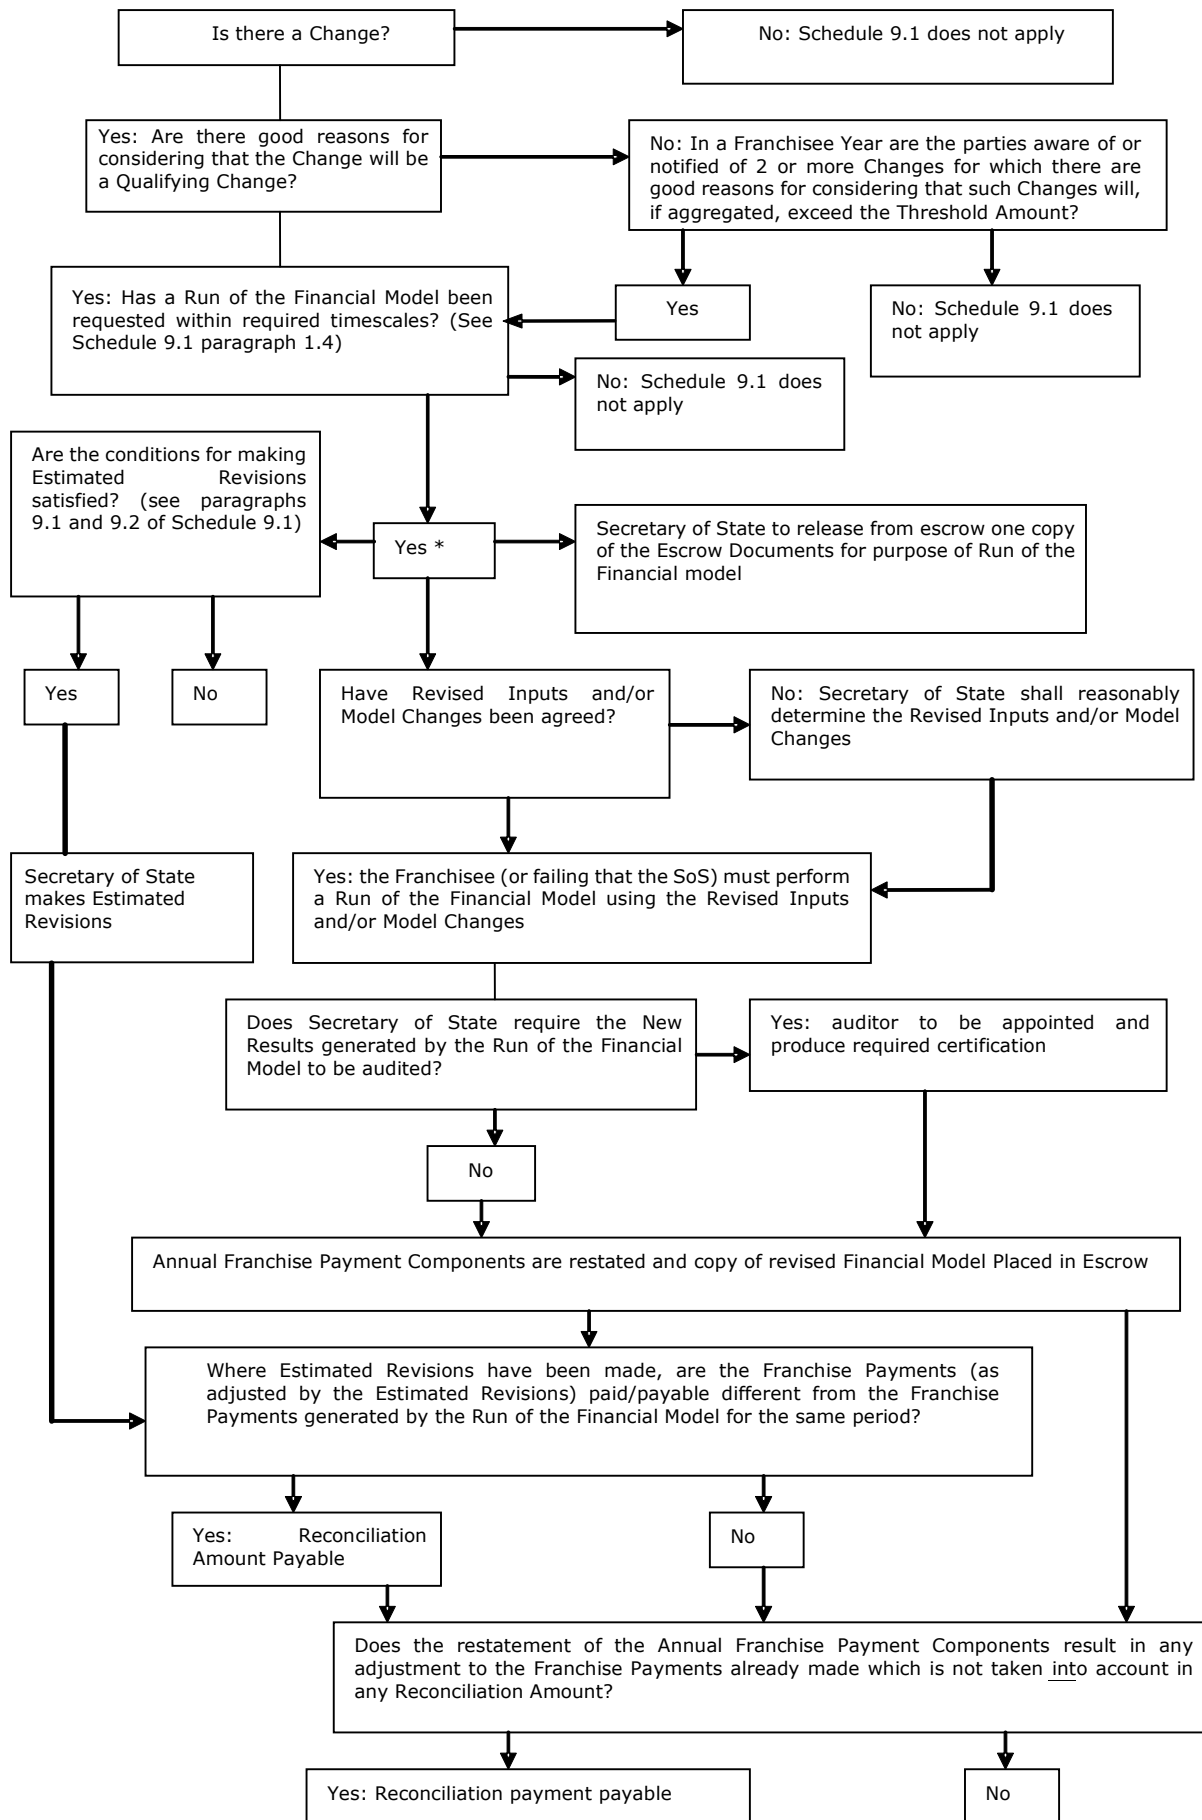 Is there a Change?
No: Schedule 9.1 does not apply
Yes: Are there good reasons for
considering that the Change will be
a Qualifying Change?
No: In a Franchisee Year are the parties aware of or
notified of 2 or more Changes for which there are
good reasons for considering that such Changes will,
if aggregated, exceed the Threshold Amount?
Yes: Has a Run of the Financial Model been
requested within required timescales? (See
Schedule 9.1 paragraph 1.4)
Yes
No: Schedule 9.1 does
not apply
No: Schedule 9.1 does
not apply
Are the conditions for making
Estimated Revisions
satisfied? (see paragraphs
9.1 and 9.2 of Schedule 9.1)
Yes *
Secretary of State to release from escrow one copy
of the Escrow Documents for purpose of Run of the
Financial model
Yes
No
Have Revised Inputs and/or
Model Changes been agreed?
No: Secretary of State shall reasonably
determine the Revised Inputs and/or Model
Changes
Secretary of State
makes Estimated
Revisions
Yes: the Franchisee (or failing that the SoS) must perform
a Run of the Financial Model using the Revised Inputs
and/or Model Changes
Does Secretary of State require the New
Results generated by the Run of the Financial
Model to be audited?
Yes: auditor to be appointed and
produce required certification
No
Annual Franchise Payment Components are restated and copy of revised Financial Model Placed in Escrow
Where Estimated Revisions have been made, are the Franchise Payments (as
adjusted by the Estimated Revisions) paid/payable different from the Franchise
Payments generated by the Run of the Financial Model for the same period?
Yes: Reconciliation
Amount Payable
No
Does the restatement of the Annual Franchise Payment Components result in any
adjustment to the Franchise Payments already made which is not taken into account in
any Reconciliation Amount?
Yes: Reconciliation payment payable
No